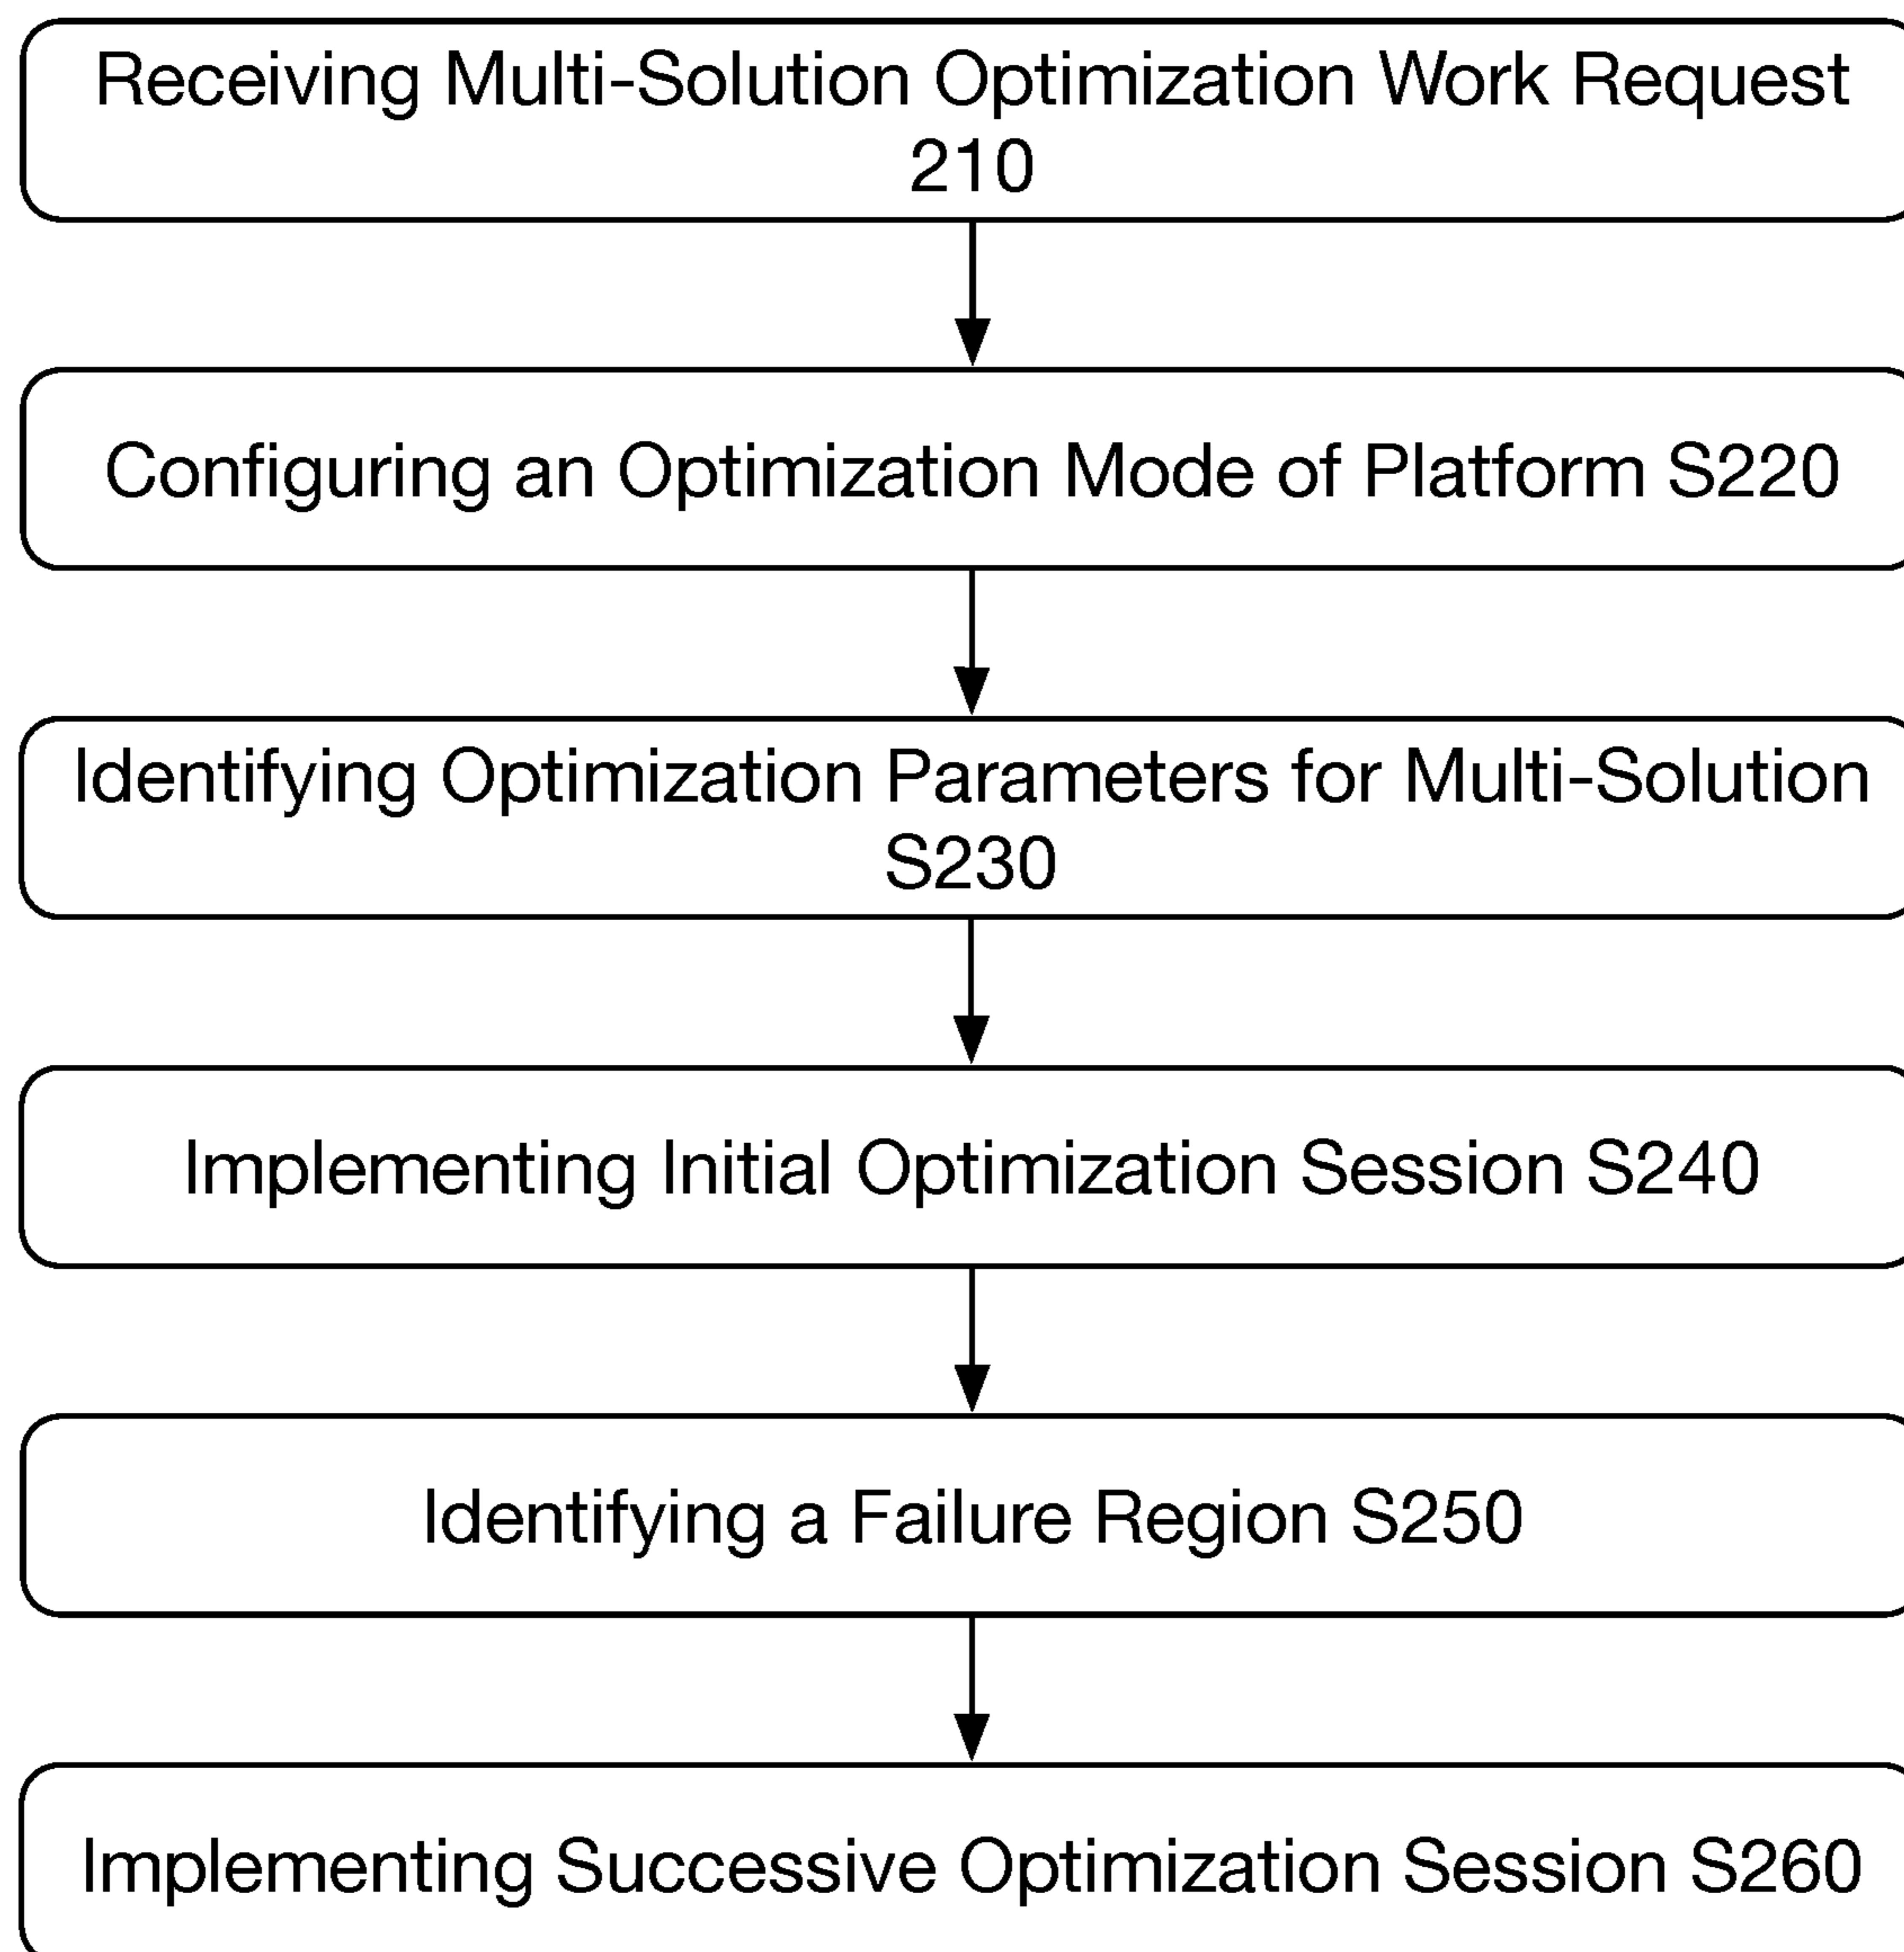 Receiving Multi-Solution Optimization Work Request
210
Configuring an Optimization Mode of Platform S220
Identifying Optimization Parameters for Multi-Solution
S230
Implementing Initial Optimization Session S240
Identifying a Failure Region S250
Implementing Successive Optimization Session S260